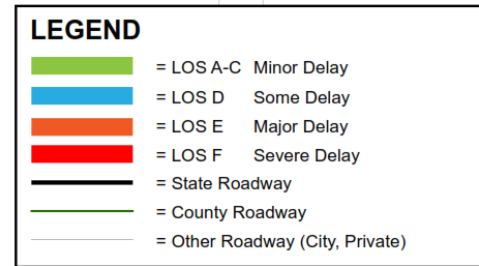 LEGEND
= LOS A-C Minor Delay
= LOS D Some Delay
= LOS E Major Delay
= LOS F Severe Delay
= State Roadway
= County Roadway
= Other Roadway (City, Private)